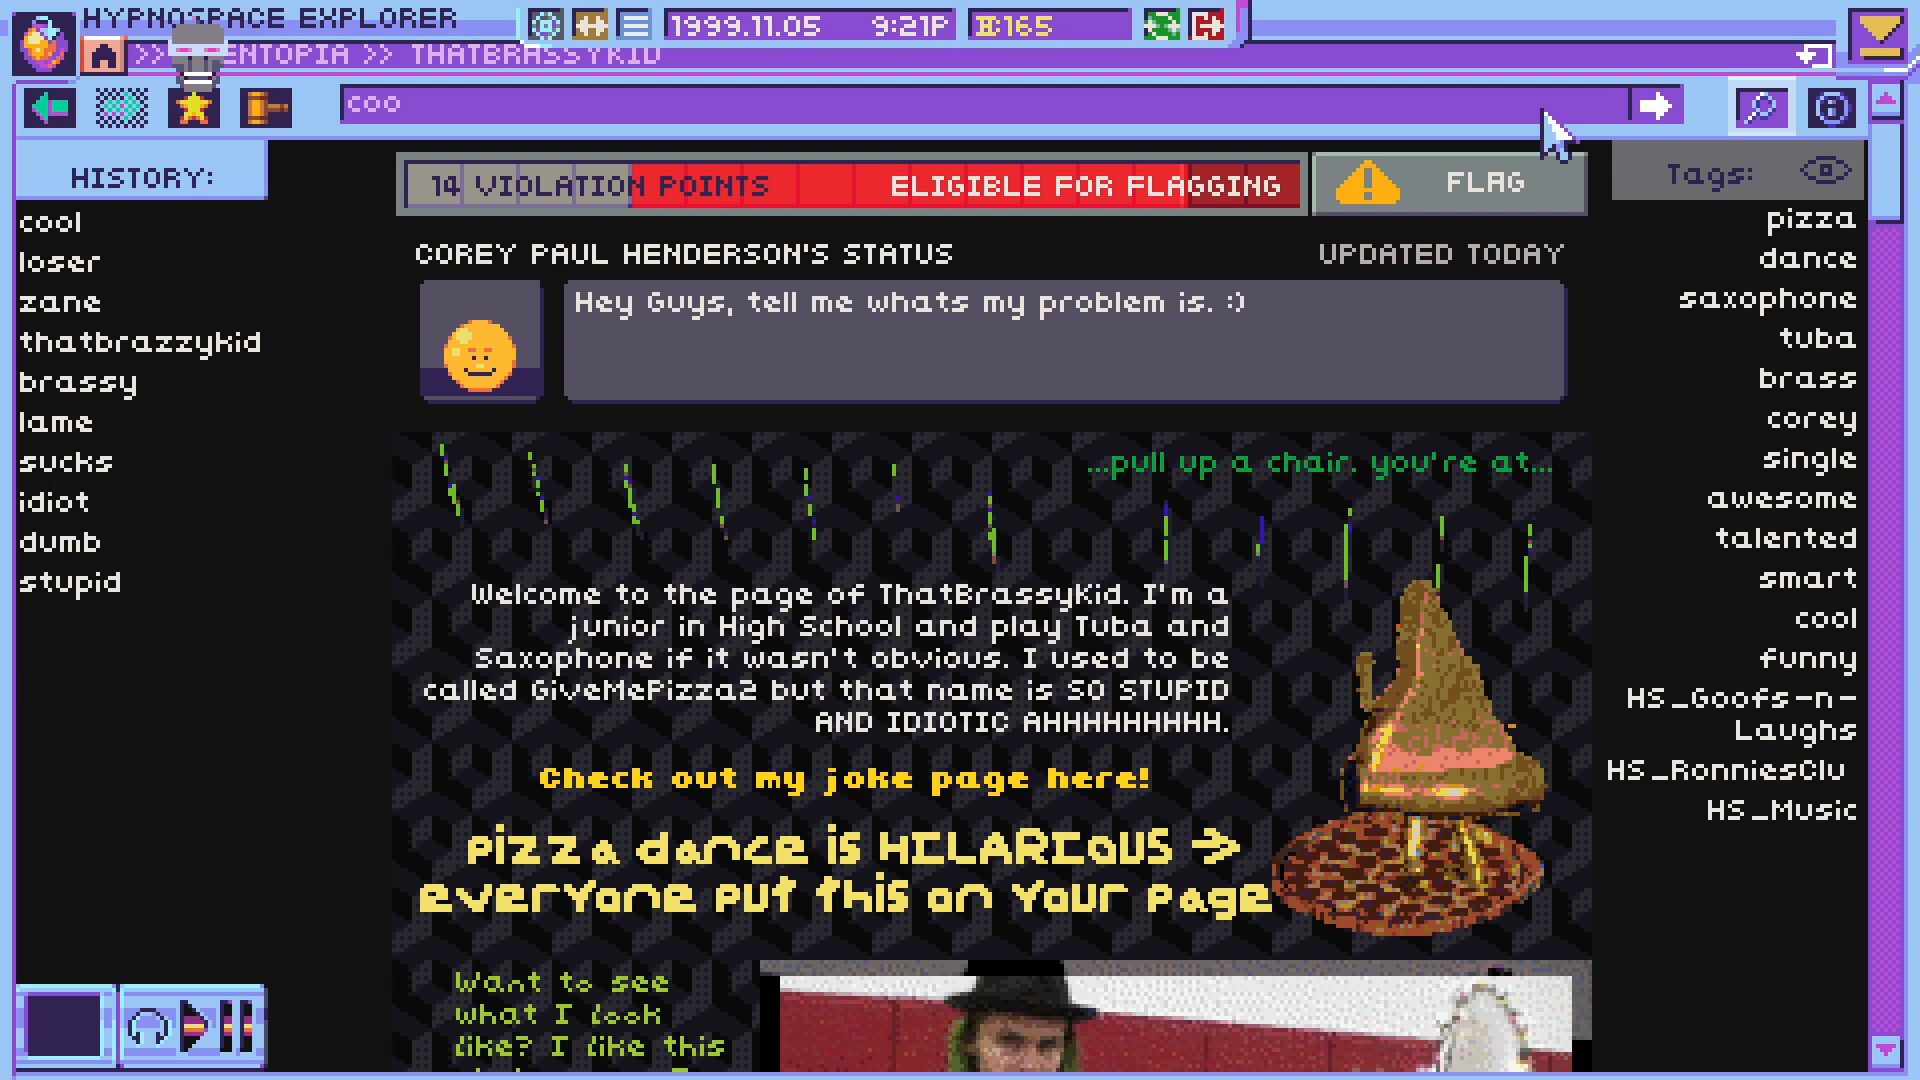 HYPNOSPACE EXPLORER
1999.11.05 9:21P
165
>> ENTOPIA >> THATBRASSYKID
coo
HISTORY:
cool
loser
zane
thatbrazzykid
brassy
lame
sucks
idiot
dumb
stupid
14 VIOLATION POINTS ELIGIBLE FOR FLAGGING
FLAG
COREY PAUL HENDERSON'S STATUS UPDATED TODAY
Hey Guys, tell me whats my problem is. :)
...pull up a chair. you're at...
Welcome to the page of ThatBrassyKid. I'm a
junior in High School and play Tuba and
Saxophone if it wasn't obvious. I used to be
called GiveMePizza2 but that name is SO STUPID
AND IDIOTIC AHHHHHHHHH.
Check out my joke page here!
pizza dance is HILARIOUS ->
everyone put this on your page
Want to see
what I look
like? I like this
Tags:
pizza
dance
saxophone
tuba
brass
corey
single
awesome
talented
smart
cool
funny
HS_Goofs-n-
Laughs
HS_RonniesClu
HS_Music